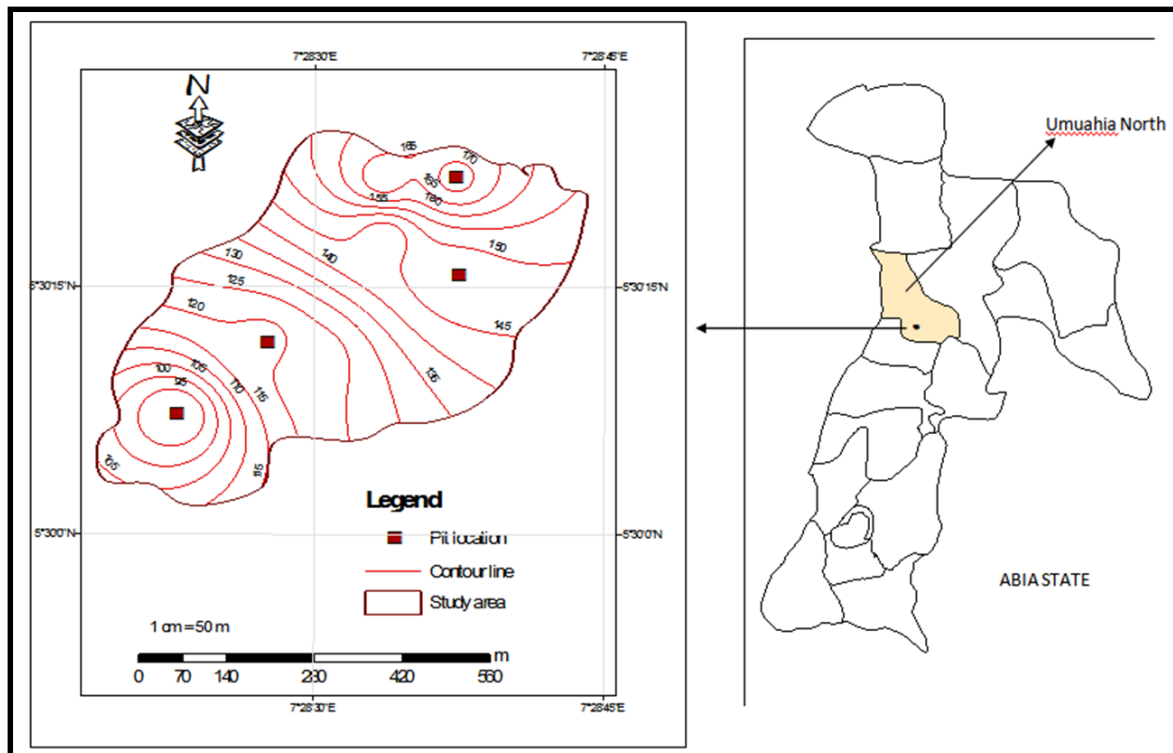 7°28'30"E
7°28'45"E
N
165
170
165
160
155
150
140
130
125
120
145
135
105
100
95
110
115
105
115
5°30'15"N
5°30'15"N
5°30'0"N
5°30'0"N
Legend
Pit location
Contour line
Study area
1 cm = 50 m
m
0 70 140 280 420 560
7°28'30"E
7°28'45"E
Umuahia North
ABIA STATE